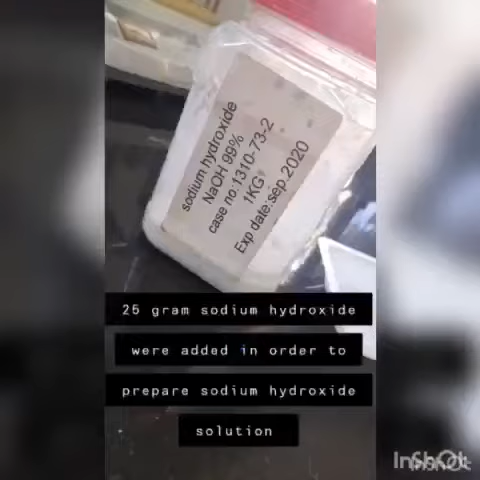 sodium hydroxide
NaOH 99%
case no:1310-73-2
1KG
Exp date:sep.2020
25 gram sodium hydroxide
were added in order to
prepare sodium hydroxide
solution
InShOt